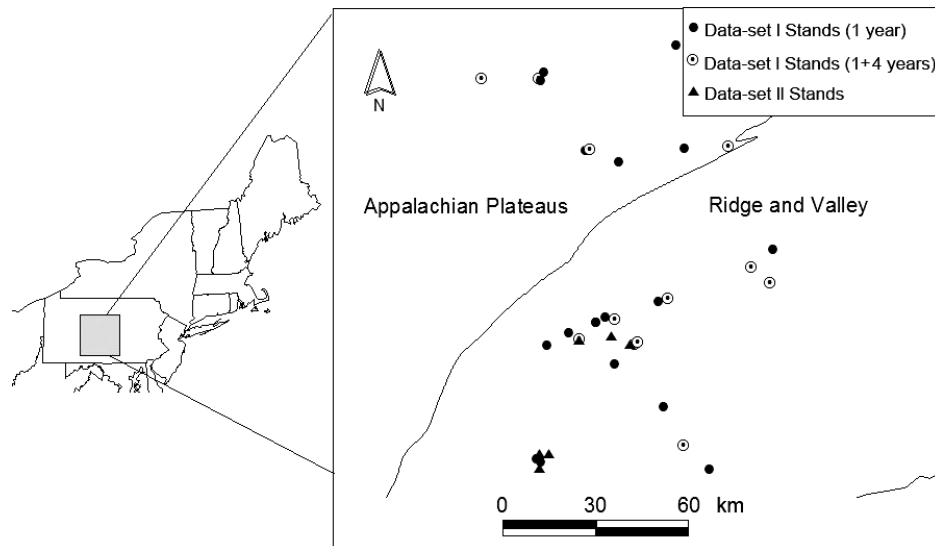 Data-set I Stands (1 year)
Data-set I Stands (1+4 years)
Data-set II Stands
N
Appalachian Plateaus
Ridge and Valley
0 30 60 km